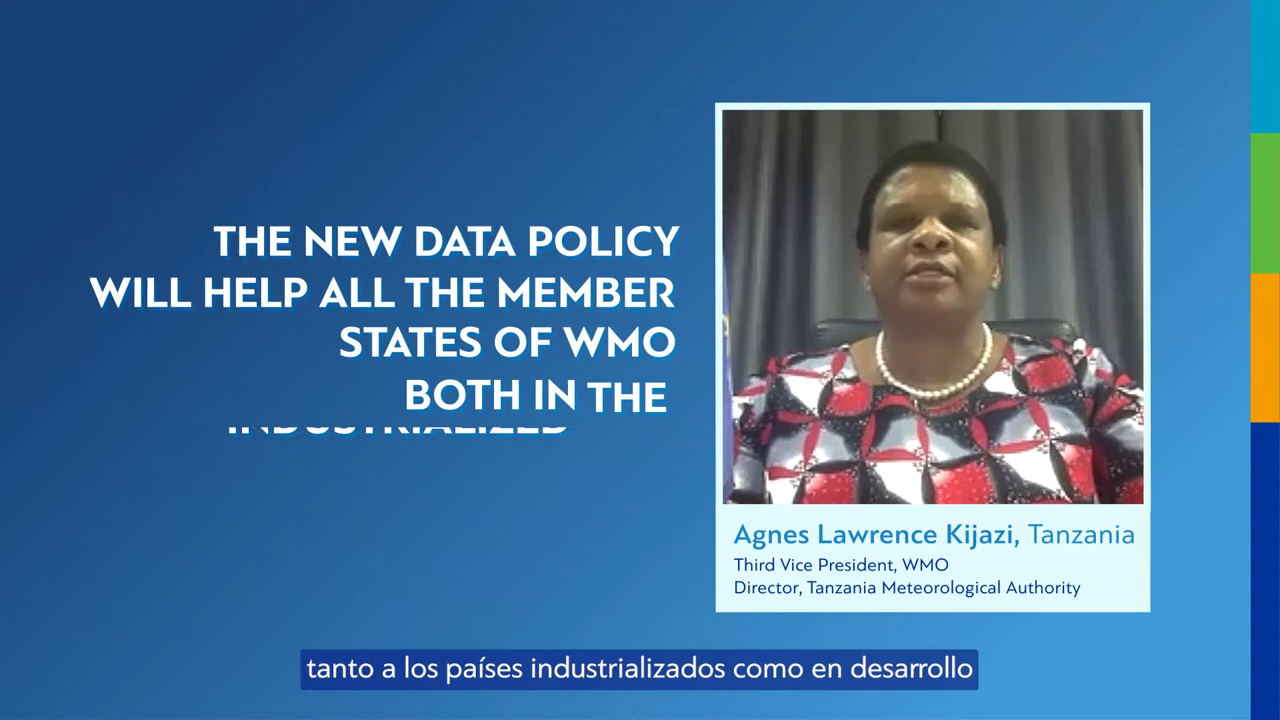 THE NEW DATA POLICY
WILL HELP ALL THE MEMBER
STATES OF WMO
BOTH IN THE
INDUSTRIALIZED
Agnes Lawrence Kijazi, Tanzania
Third Vice President, WMO
Director, Tanzania Meteorological Authority
tanto a los países industrializados como en desarrollo